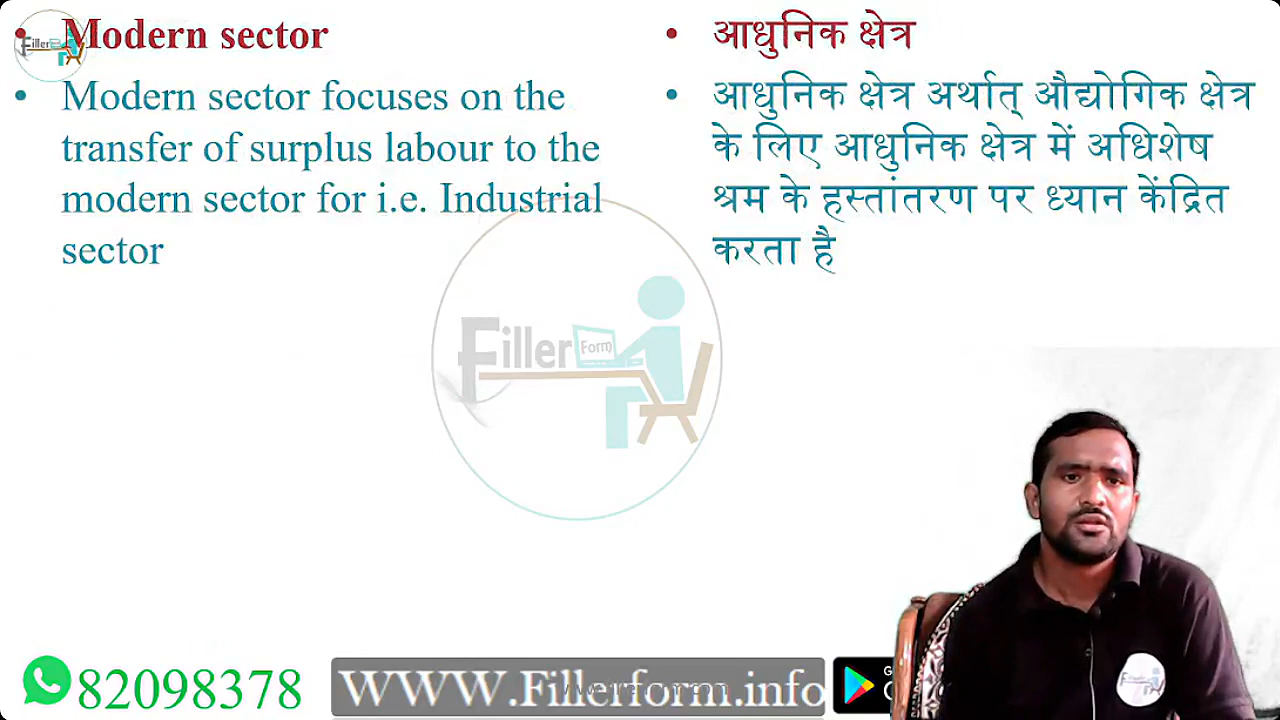 Modern sector
Modern sector focuses on the
transfer of surplus labour to the
modern sector for i.e. Industrial
sector
आधुनिक क्षेत्र
आधुनिक क्षेत्र अर्थात् औद्योगिक क्षेत्र
के लिए आधुनिक क्षेत्र में अधिशेष
श्रम के हस्तांतरण पर ध्यान केंद्रित
करता है
Filler Form
82098378
WWW.Fillerform.info